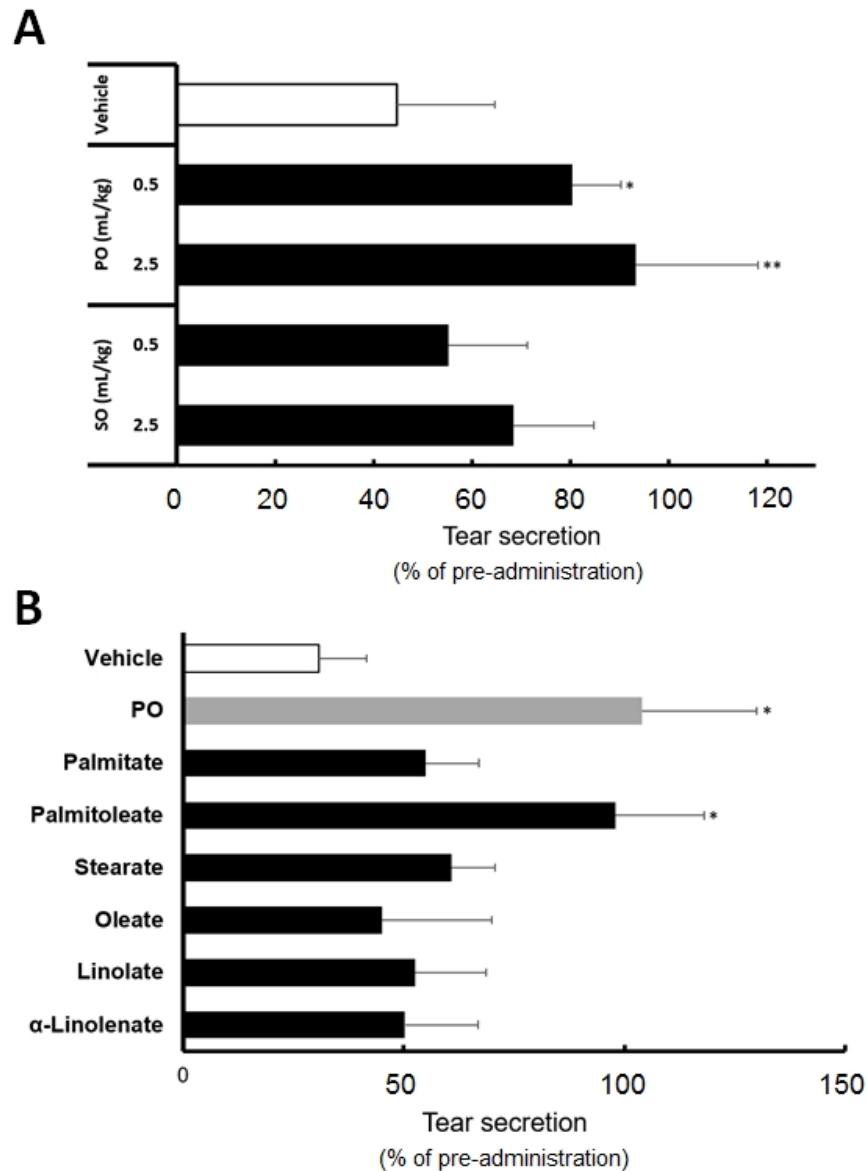 A
Vehicle
PO (mL/kg)
0.5
*
2.5
**
SO (mL/kg)
0.5
2.5
0 20 40 60 80 100 120
Tear secretion
(% of pre-administration)
B
Vehicle
PO
*
Palmitate
Palmitoleate
*
Stearate
Oleate
Linolate
α-Linolenate
0 50 100 150
Tear secretion
(% of pre-administration)